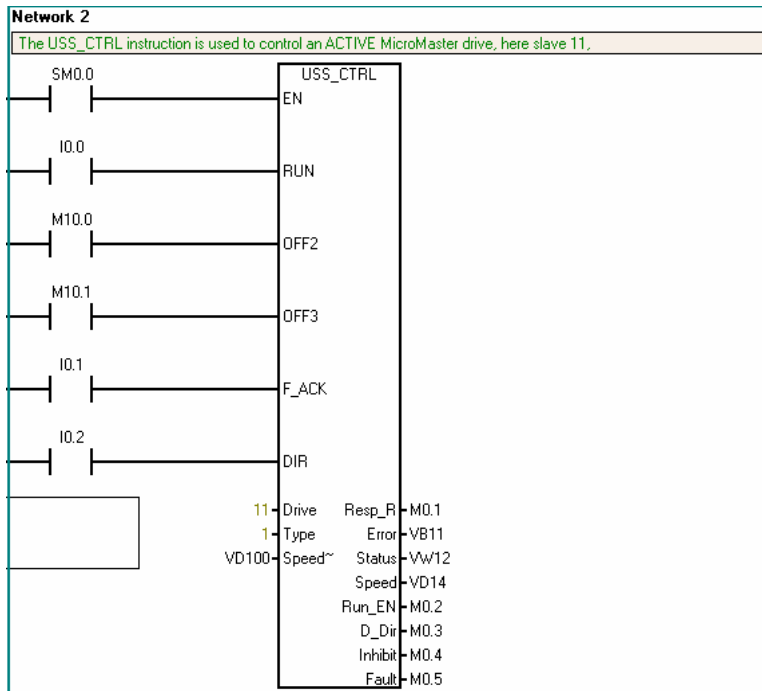 Network 2
The USS_CTRL instruction is used to control an ACTIVE MicroMaster drive, here slave 11,
SM0.0 USS_CTRL
EN
I0.0
RUN
M10.0
OFF2
M10.1
OFF3
I0.1
F_ACK
I0.2
DIR
11 Drive Resp_R M0.1
1 Type Error VB11
VD100 Speed~ Status VW12
Speed VD14
Run_EN M0.2
D_Dir M0.3
Inhibit M0.4
Fault M0.5